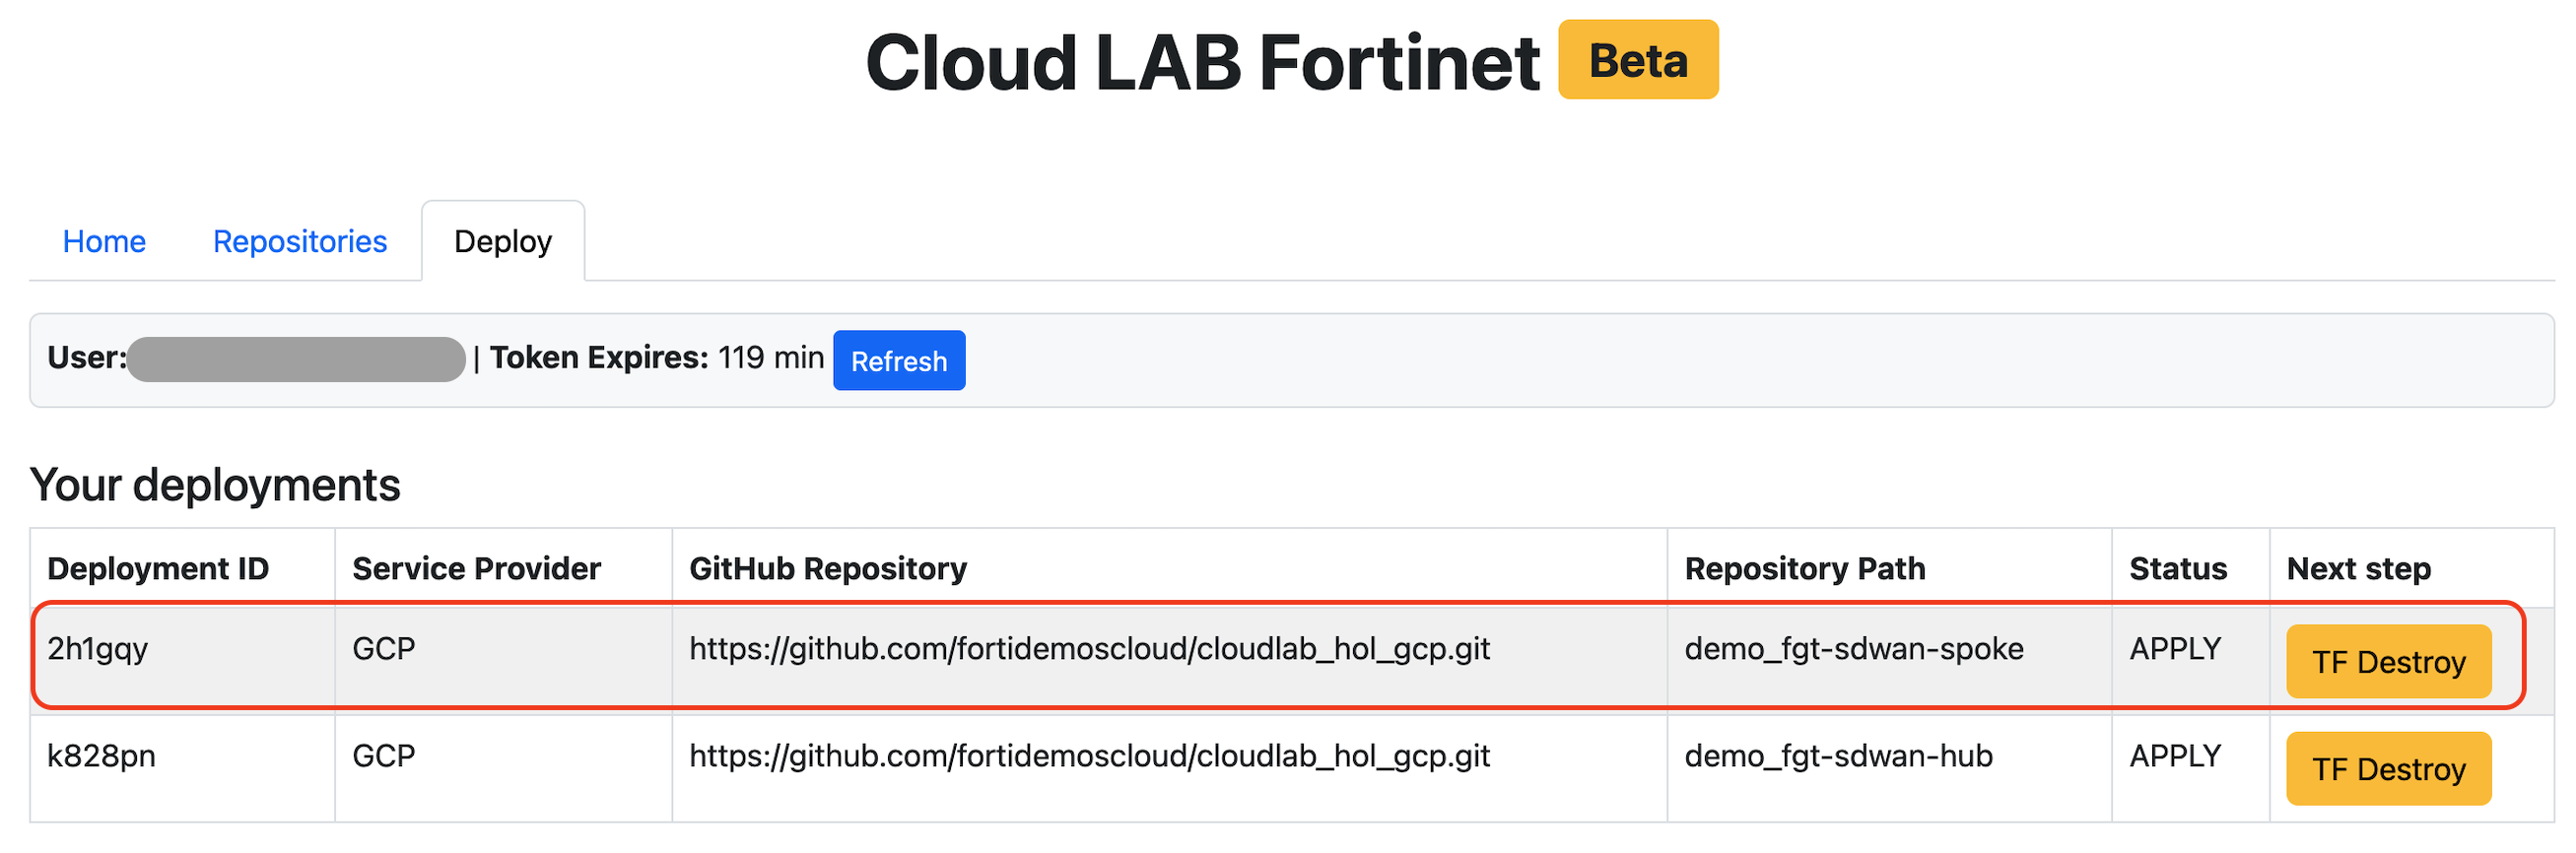 Cloud LAB Fortinet Beta
Home Repositories Deploy
User: | Token Expires: 119 min Refresh
Your deployments
Deployment ID Service Provider GitHub Repository Repository Path Status Next step
2h1gqy GCP https://github.com/fortidemoscloud/cloudlab_hol_gcp.git demo_fgt-sdwan-spoke APPLY TF Destroy
k828pn GCP https://github.com/fortidemoscloud/cloudlab_hol_gcp.git demo_fgt-sdwan-hub APPLY TF Destroy